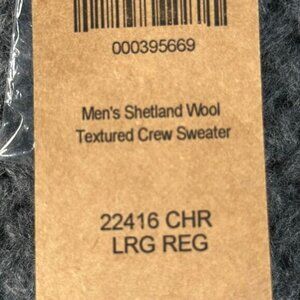 000395669
Men's Shetland Wool
Textured Crew Sweater
22416 CHR
LRG REG